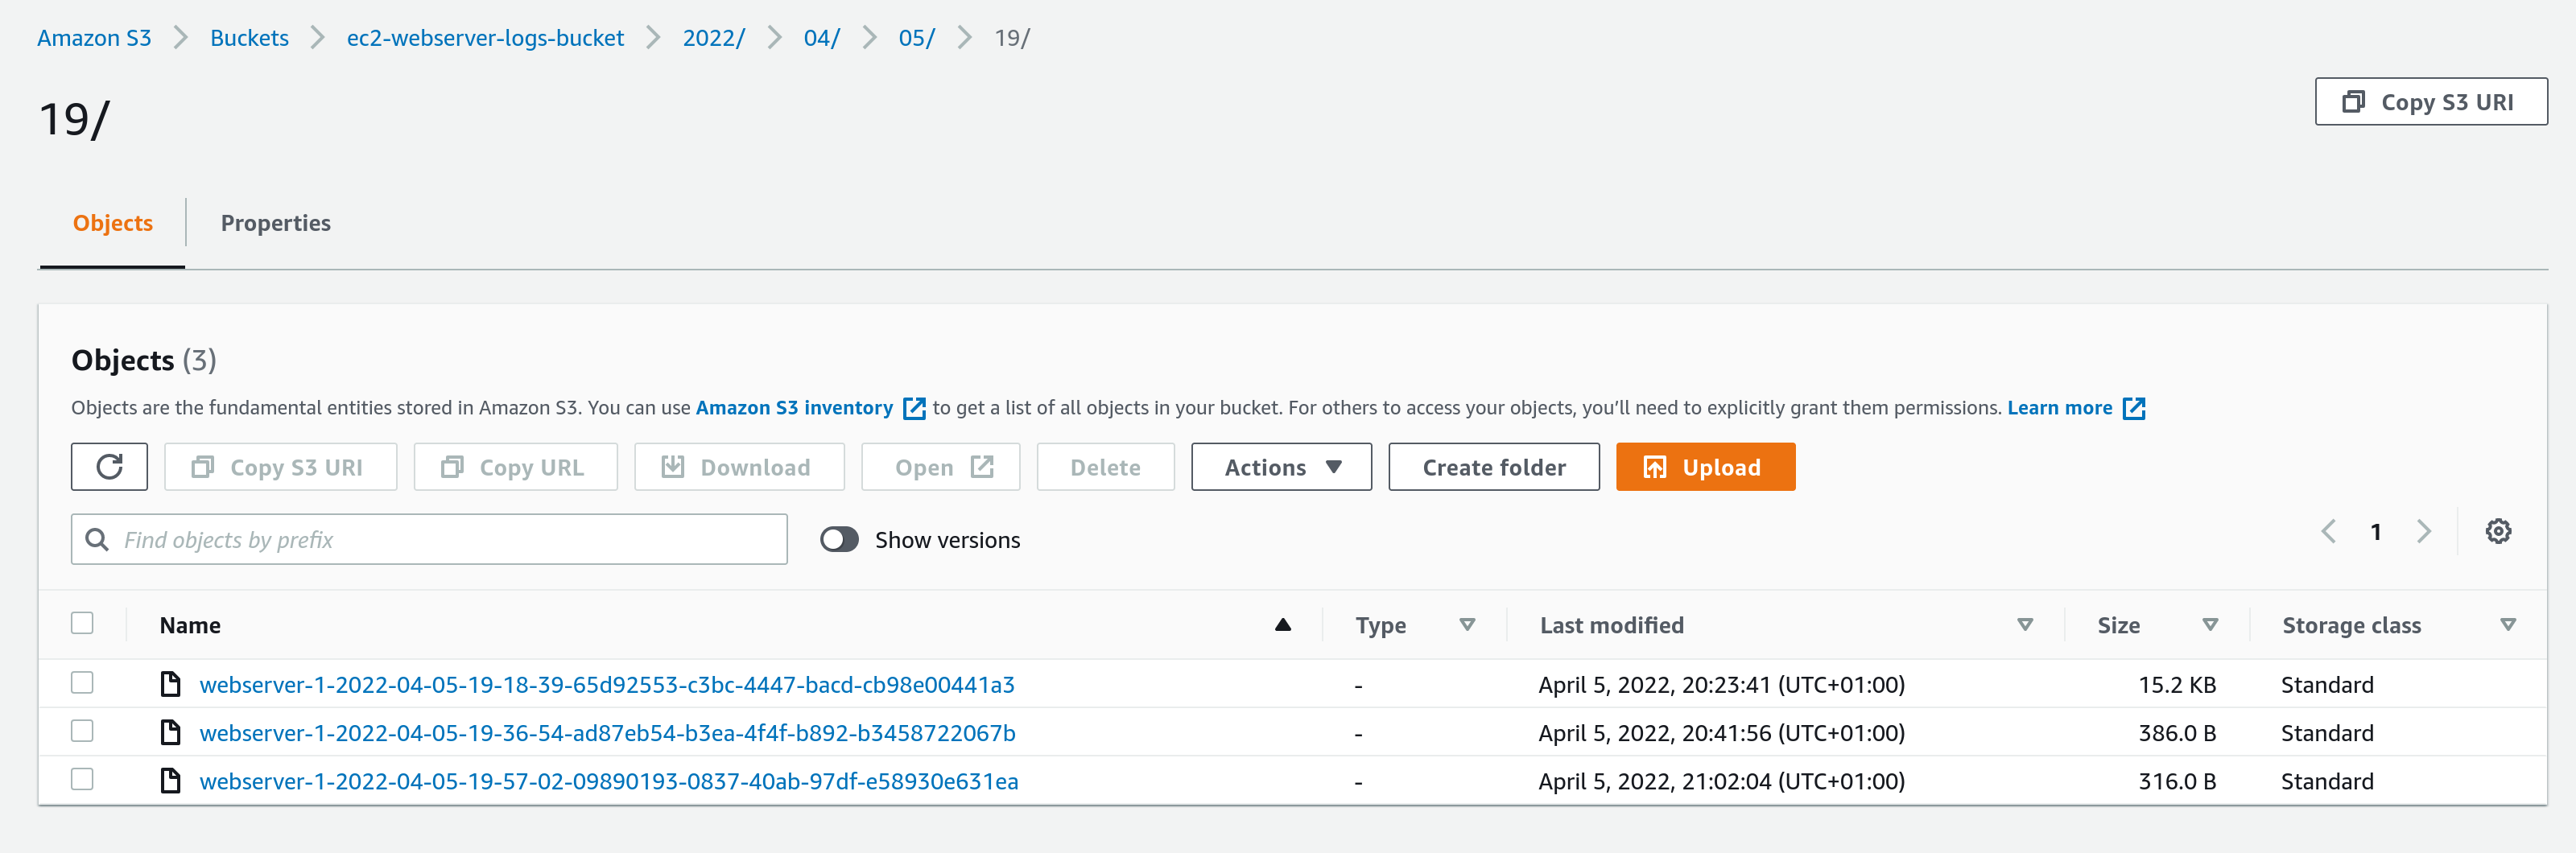 Amazon S3 > Buckets > ec2-webserver-logs-bucket > 2022/ > 04/ > 05/ > 19/
19/
Copy S3 URI
Objects Properties
Objects (3)
Objects are the fundamental entities stored in Amazon S3. You can use Amazon S3 inventory to get a list of all objects in your bucket. For others to access your objects, you’ll need to explicitly grant them permissions. Learn more
Copy S3 URI Copy URL Download Open Delete Actions Create folder Upload
Find objects by prefix Show versions 1
Name Type Last modified Size Storage class
webserver-1-2022-04-05-19-18-39-65d92553-c3bc-4447-bacd-cb98e00441a3 - April 5, 2022, 20:23:41 (UTC+01:00) 15.2 KB Standard
webserver-1-2022-04-05-19-36-54-ad87eb54-b3ea-4f4f-b892-b3458722067b - April 5, 2022, 20:41:56 (UTC+01:00) 386.0 B Standard
webserver-1-2022-04-05-19-57-02-09890193-0837-40ab-97df-e58930e631ea - April 5, 2022, 21:02:04 (UTC+01:00) 316.0 B Standard